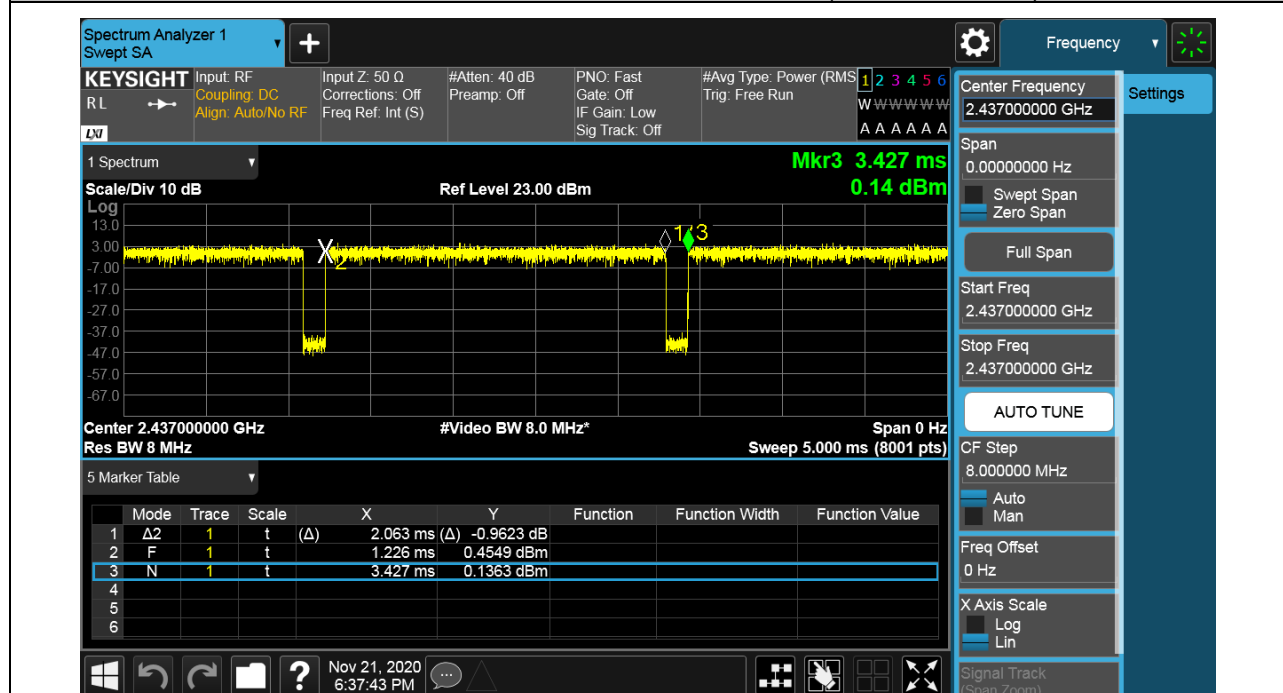 Spectrum Analyzer 1
Swept SA
Frequency
KEYSIGHT
RL
LXI
Input: RF
Coupling: DC
Align: Auto/No RF
Input Z: 50 Ω
Corrections: Off
Freq Ref: Int (S)
#Atten: 40 dB
Preamp: Off
PNO: Fast
Gate: Off
IF Gain: Low
Sig Track: Off
#Avg Type: Power (RMS
Trig: Free Run
1 2 3 4 5 6
W W W W W W
A A A A A A
1 Spectrum
Mkr3 3.427 ms
Scale/Div 10 dB
Ref Level 23.00 dBm
0.14 dBm
Log
13.0
3.00
-7.00
-17.0
-27.0
-37.0
-47.0
-57.0
-67.0
X2
Center 2.437000000 GHz
#Video BW 8.0 MHz*
Span 0 Hz
Res BW 8 MHz
Sweep 5.000 ms (8001 pts)
5 Marker Table
Mode Trace Scale X Y Function Function Width Function Value
1 Δ2 1 t (Δ) 2.063 ms (Δ) -0.9623 dB
2 F 1 t 1.226 ms 0.4549 dBm
3 N 1 t 3.427 ms 0.1363 dBm
4
5
6
?
Nov 21, 2020
6:37:43 PM
Center Frequency
2.437000000 GHz
Settings
Span
0.00000000 Hz
Swept Span
Zero Span
Full Span
Start Freq
2.437000000 GHz
Stop Freq
2.437000000 GHz
AUTO TUNE
CF Step
8.000000 MHz
Auto
Man
Freq Offset
0 Hz
X Axis Scale
Log
Lin
Signal Track
(Span Zoom)